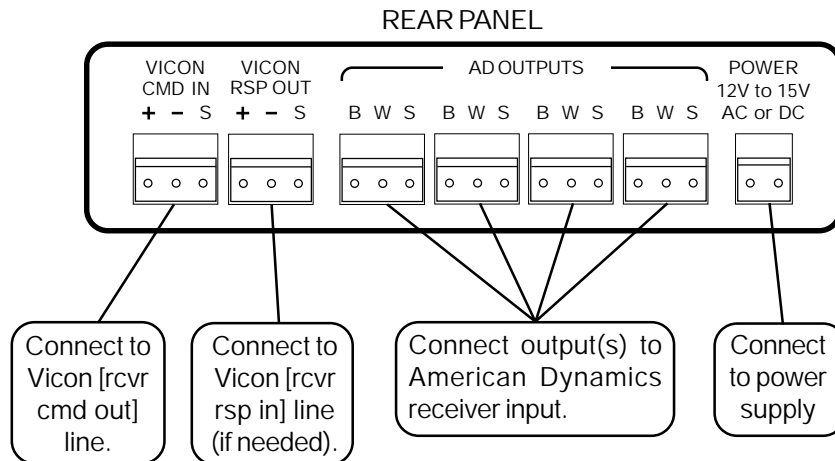 REAR PANEL
VICON
CMD IN
+ – S
VICON
RSP OUT
+ – S
AD OUTPUTS
B W S
B W S
B W S
B W S
POWER
12V to 15V
AC or DC
Connect to
Vicon [rcvr
cmd out]
line.
Connect to
Vicon [rcvr
rsp in] line
(if needed).
Connect output(s) to
American Dynamics
receiver input.
Connect
to power
supply